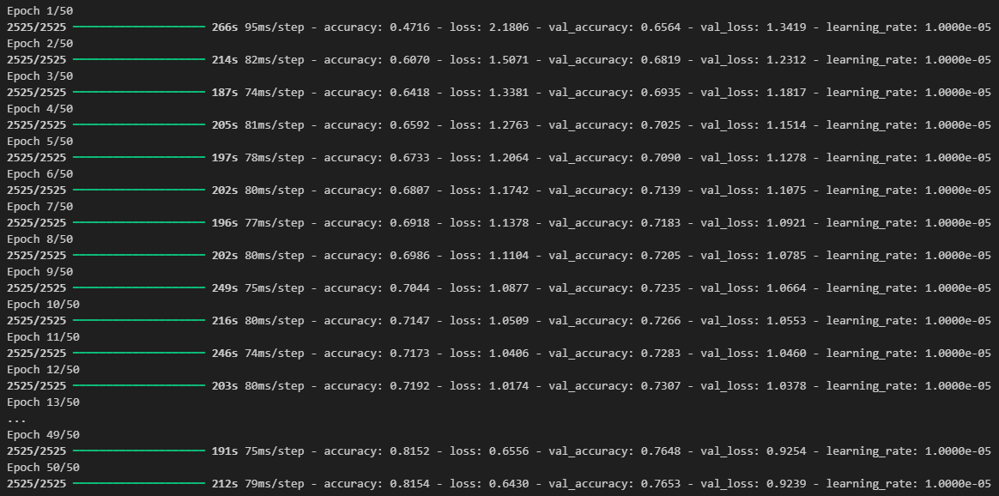 Epoch 1/50
2525/2525 ━━━━━━━━━━━━━━━━━━━━ 266s 95ms/step - accuracy: 0.4716 - loss: 2.1806 - val_accuracy: 0.6564 - val_loss: 1.3419 - learning_rate: 1.0000e-05
Epoch 2/50
2525/2525 ━━━━━━━━━━━━━━━━━━━━ 214s 82ms/step - accuracy: 0.6070 - loss: 1.5071 - val_accuracy: 0.6819 - val_loss: 1.2312 - learning_rate: 1.0000e-05
Epoch 3/50
2525/2525 ━━━━━━━━━━━━━━━━━━━━ 187s 74ms/step - accuracy: 0.6418 - loss: 1.3381 - val_accuracy: 0.6935 - val_loss: 1.1817 - learning_rate: 1.0000e-05
Epoch 4/50
2525/2525 ━━━━━━━━━━━━━━━━━━━━ 205s 81ms/step - accuracy: 0.6592 - loss: 1.2763 - val_accuracy: 0.7025 - val_loss: 1.1514 - learning_rate: 1.0000e-05
Epoch 5/50
2525/2525 ━━━━━━━━━━━━━━━━━━━━ 197s 78ms/step - accuracy: 0.6733 - loss: 1.2064 - val_accuracy: 0.7090 - val_loss: 1.1278 - learning_rate: 1.0000e-05
Epoch 6/50
2525/2525 ━━━━━━━━━━━━━━━━━━━━ 202s 80ms/step - accuracy: 0.6807 - loss: 1.1742 - val_accuracy: 0.7139 - val_loss: 1.1075 - learning_rate: 1.0000e-05
Epoch 7/50
2525/2525 ━━━━━━━━━━━━━━━━━━━━ 196s 77ms/step - accuracy: 0.6918 - loss: 1.1378 - val_accuracy: 0.7183 - val_loss: 1.0921 - learning_rate: 1.0000e-05
Epoch 8/50
2525/2525 ━━━━━━━━━━━━━━━━━━━━ 202s 80ms/step - accuracy: 0.6986 - loss: 1.1104 - val_accuracy: 0.7205 - val_loss: 1.0785 - learning_rate: 1.0000e-05
Epoch 9/50
2525/2525 ━━━━━━━━━━━━━━━━━━━━ 249s 75ms/step - accuracy: 0.7044 - loss: 1.0877 - val_accuracy: 0.7235 - val_loss: 1.0664 - learning_rate: 1.0000e-05
Epoch 10/50
2525/2525 ━━━━━━━━━━━━━━━━━━━━ 216s 80ms/step - accuracy: 0.7147 - loss: 1.0509 - val_accuracy: 0.7266 - val_loss: 1.0553 - learning_rate: 1.0000e-05
Epoch 11/50
2525/2525 ━━━━━━━━━━━━━━━━━━━━ 246s 74ms/step - accuracy: 0.7173 - loss: 1.0406 - val_accuracy: 0.7283 - val_loss: 1.0460 - learning_rate: 1.0000e-05
Epoch 12/50
2525/2525 ━━━━━━━━━━━━━━━━━━━━ 203s 80ms/step - accuracy: 0.7192 - loss: 1.0174 - val_accuracy: 0.7307 - val_loss: 1.0378 - learning_rate: 1.0000e-05
Epoch 13/50
...
Epoch 49/50
2525/2525 ━━━━━━━━━━━━━━━━━━━━ 191s 75ms/step - accuracy: 0.8152 - loss: 0.6556 - val_accuracy: 0.7648 - val_loss: 0.9254 - learning_rate: 1.0000e-05
Epoch 50/50
2525/2525 ━━━━━━━━━━━━━━━━━━━━ 212s 79ms/step - accuracy: 0.8154 - loss: 0.6430 - val_accuracy: 0.7653 - val_loss: 0.9239 - learning_rate: 1.0000e-05